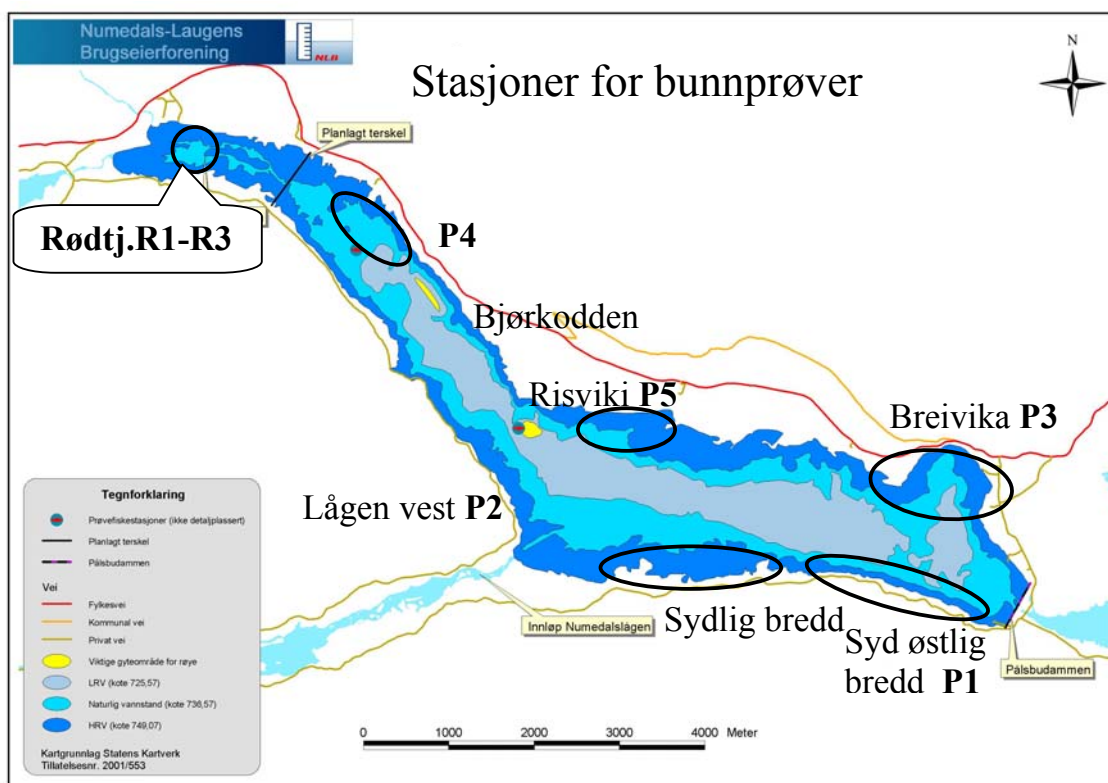 Numedals-Laugens
Brugseierforening
NLB
Stasjoner for bunnprøver
N
Planlagt terskel
Rødtj.R1-R3
P4
Bjørkodden
Risviki P5
Breivika P3
Lågen vest P2
Innløp Numedalslågen
Sydlig bredd
Syd østlig
bredd P1
Pålsbudammen
Tegnforklaring
Prøvefiskestasjoner (ikke detaljplassert)
Planlagt terskel
Pålsbudammen
Vei
Fylkesvei
Kommunal vei
Privat vei
Viktige gyteområde for røye
LRV (kote 725,57)
Naturlig vannstand (kote 736,57)
HRV (kote 749,07)
Kartgrunnlag Statens Kartverk
Tillatelsesnr. 2001/553
0 1000 2000 3000 4000 Meter